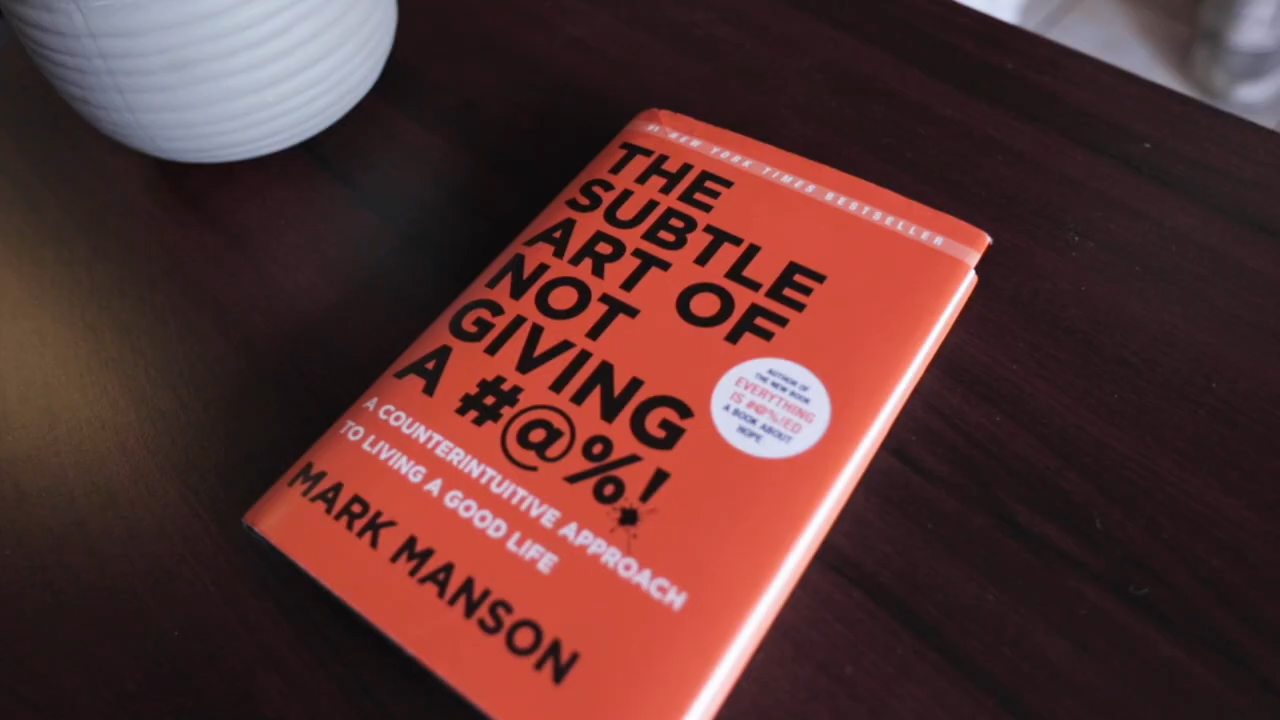 #1 NEW YORK TIMES BESTSELLER
THE
SUBTLE
ART OF
NOT
GIVING
A #@%!
A COUNTERINTUITIVE APPROACH
TO LIVING A GOOD LIFE
MARK MANSON
AUTHOR OF
THE NEW BOOK
EVERYTHING
IS #@%!ED
A BOOK ABOUT
HOPE